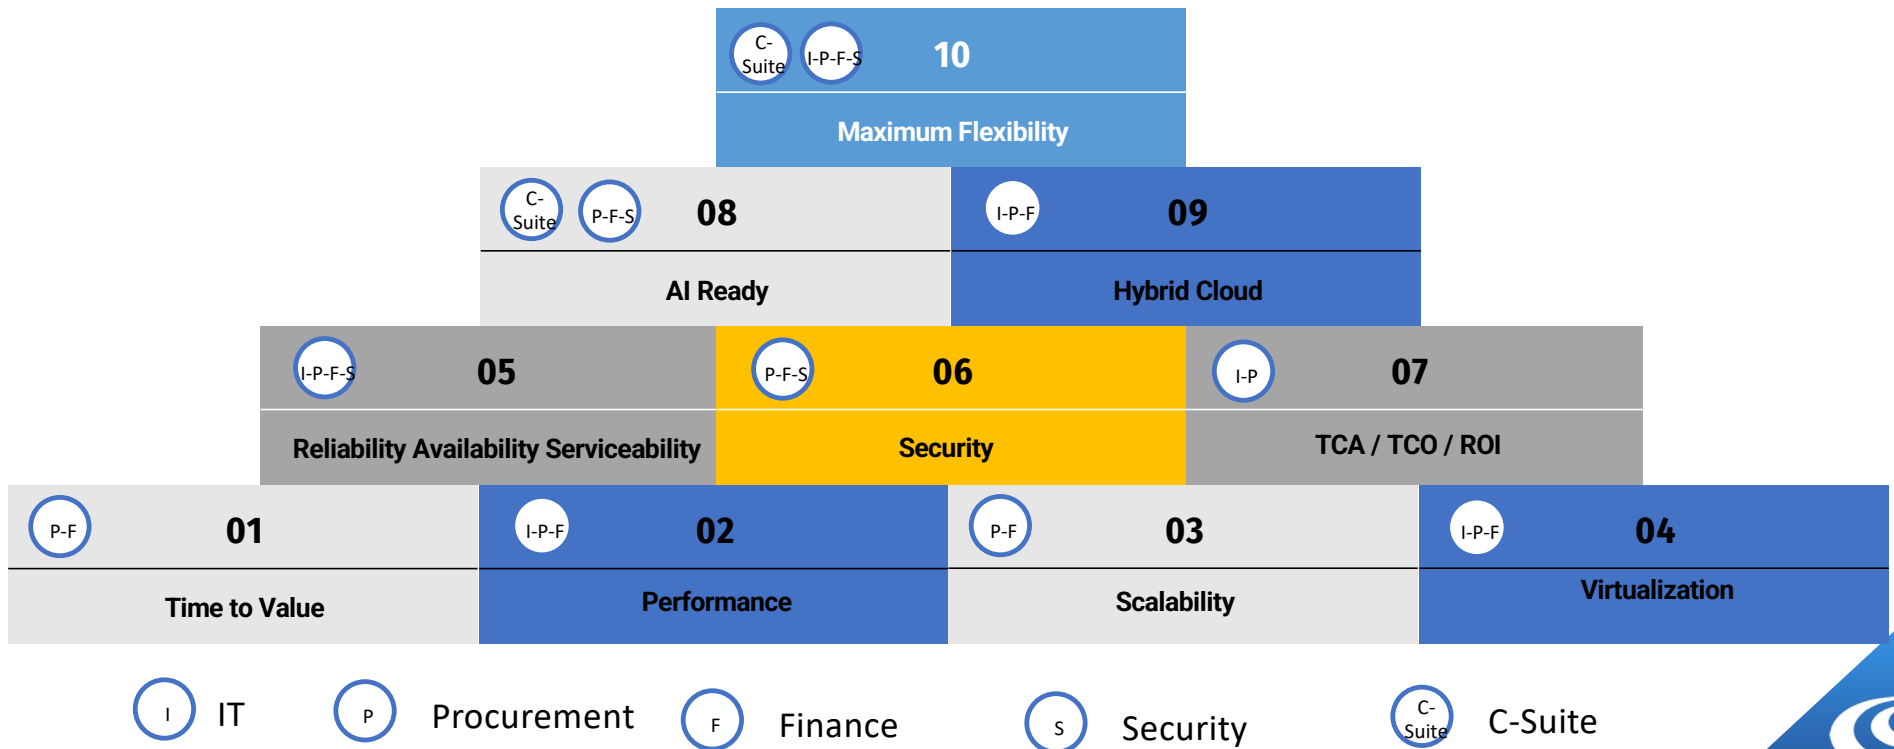 C-
Suite
I-P-F-S
10
Maximum Flexibility
C-
Suite
P-F-S
08
AI Ready
I-P-F
09
Hybrid Cloud
I-P-F-S
05
Reliability Availability Serviceability
P-F-S
06
Security
I-P
07
TCA / TCO / ROI
P-F
01
Time to Value
I-P-F
02
Performance
P-F
03
Scalability
I-P-F
04
Virtualization
I
IT
P
Procurement
F
Finance
S
Security
C-
Suite
C-Suite